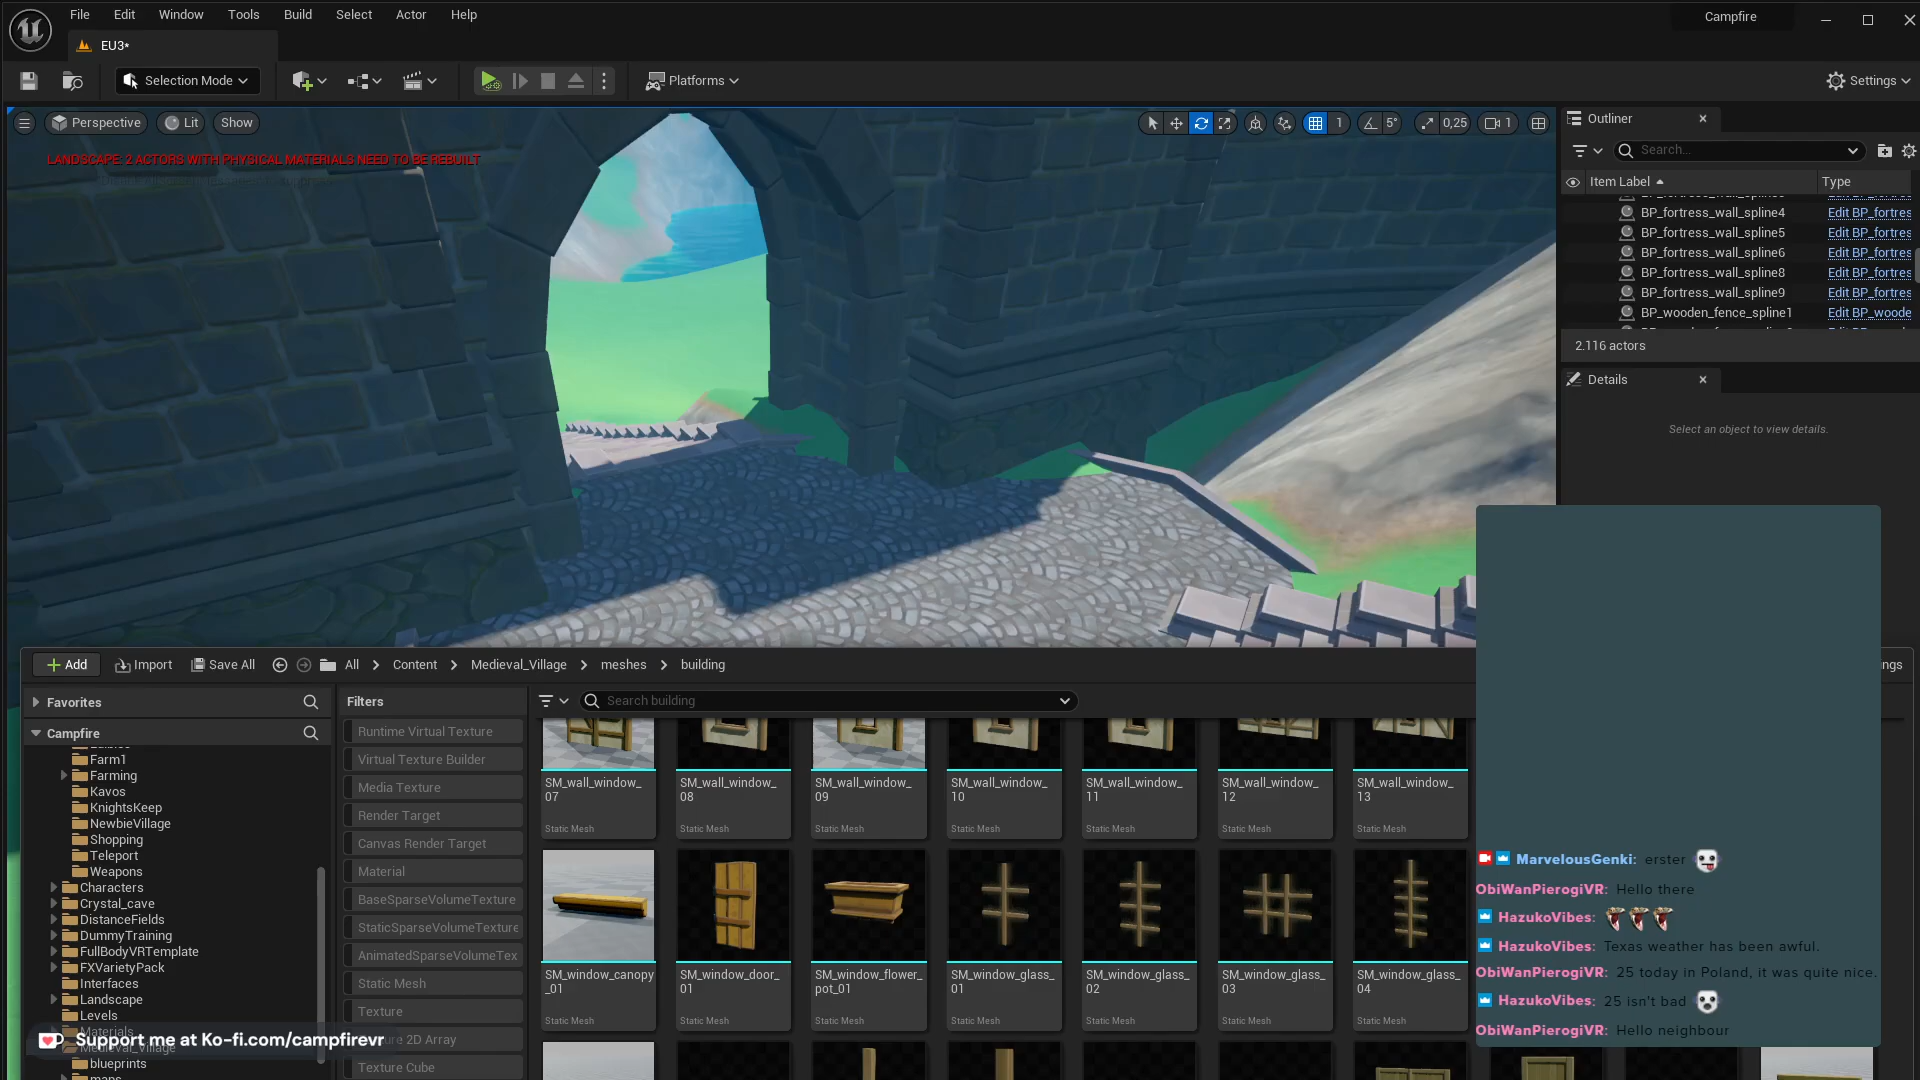 File Edit Window Tools Build Select Actor Help
Campfire
EU3*
Selection Mode
Platforms
Settings
Perspective Lit Show
1 5° 0,25 1
LANDSCAPE: 2 ACTORS WITH PHYSICAL MATERIALS NEED TO BE REBUILT
Outliner
Search...
Item Label Type
BP_fortress_wall_spline4 Edit BP_fortres
BP_fortress_wall_spline5 Edit BP_fortres
BP_fortress_wall_spline6 Edit BP_fortres
BP_fortress_wall_spline8 Edit BP_fortres
BP_fortress_wall_spline9 Edit BP_fortres
BP_wooden_fence_spline1 Edit BP_woode
2.116 actors
Details
Select an object to view details.
Add Import Save All All Content Medieval_Village meshes building
ngs
Favorites
Campfire
Farm1
Farming
Kavos
KnightsKeep
NewbieVillage
Shopping
Teleport
Weapons
Characters
Crystal_cave
DistanceFields
DummyTraining
FullBodyVRTemplate
FXVarietyPack
Interfaces
Landscape
Levels
Materials
Medieval_Village
blueprints
maps
Support me at Ko-fi.com/campfirevr
Filters
Runtime Virtual Texture
Virtual Texture Builder
Media Texture
Render Target
Canvas Render Target
Material
BaseSparseVolumeTexture
StaticSparseVolumeTexture
AnimatedSparseVolumeTex
Static Mesh
Texture
2D Array
Texture Cube
Search building
SM_wall_window_07 Static Mesh
SM_wall_window_08 Static Mesh
SM_wall_window_09 Static Mesh
SM_wall_window_10 Static Mesh
SM_wall_window_11 Static Mesh
SM_wall_window_12 Static Mesh
SM_wall_window_13 Static Mesh
SM_window_canopy_01 Static Mesh
SM_window_door_01 Static Mesh
SM_window_flower_pot_01 Static Mesh
SM_window_glass_01 Static Mesh
SM_window_glass_02 Static Mesh
SM_window_glass_03 Static Mesh
SM_window_glass_04 Static Mesh
MarvelousGenki: erster
ObiWanPierogiVR: Hello there
HazukoVibes:
HazukoVibes: Texas weather has been awful.
ObiWanPierogiVR: 25 today in Poland, it was quite nice.
HazukoVibes: 25 isn't bad
ObiWanPierogiVR: Hello neighbour